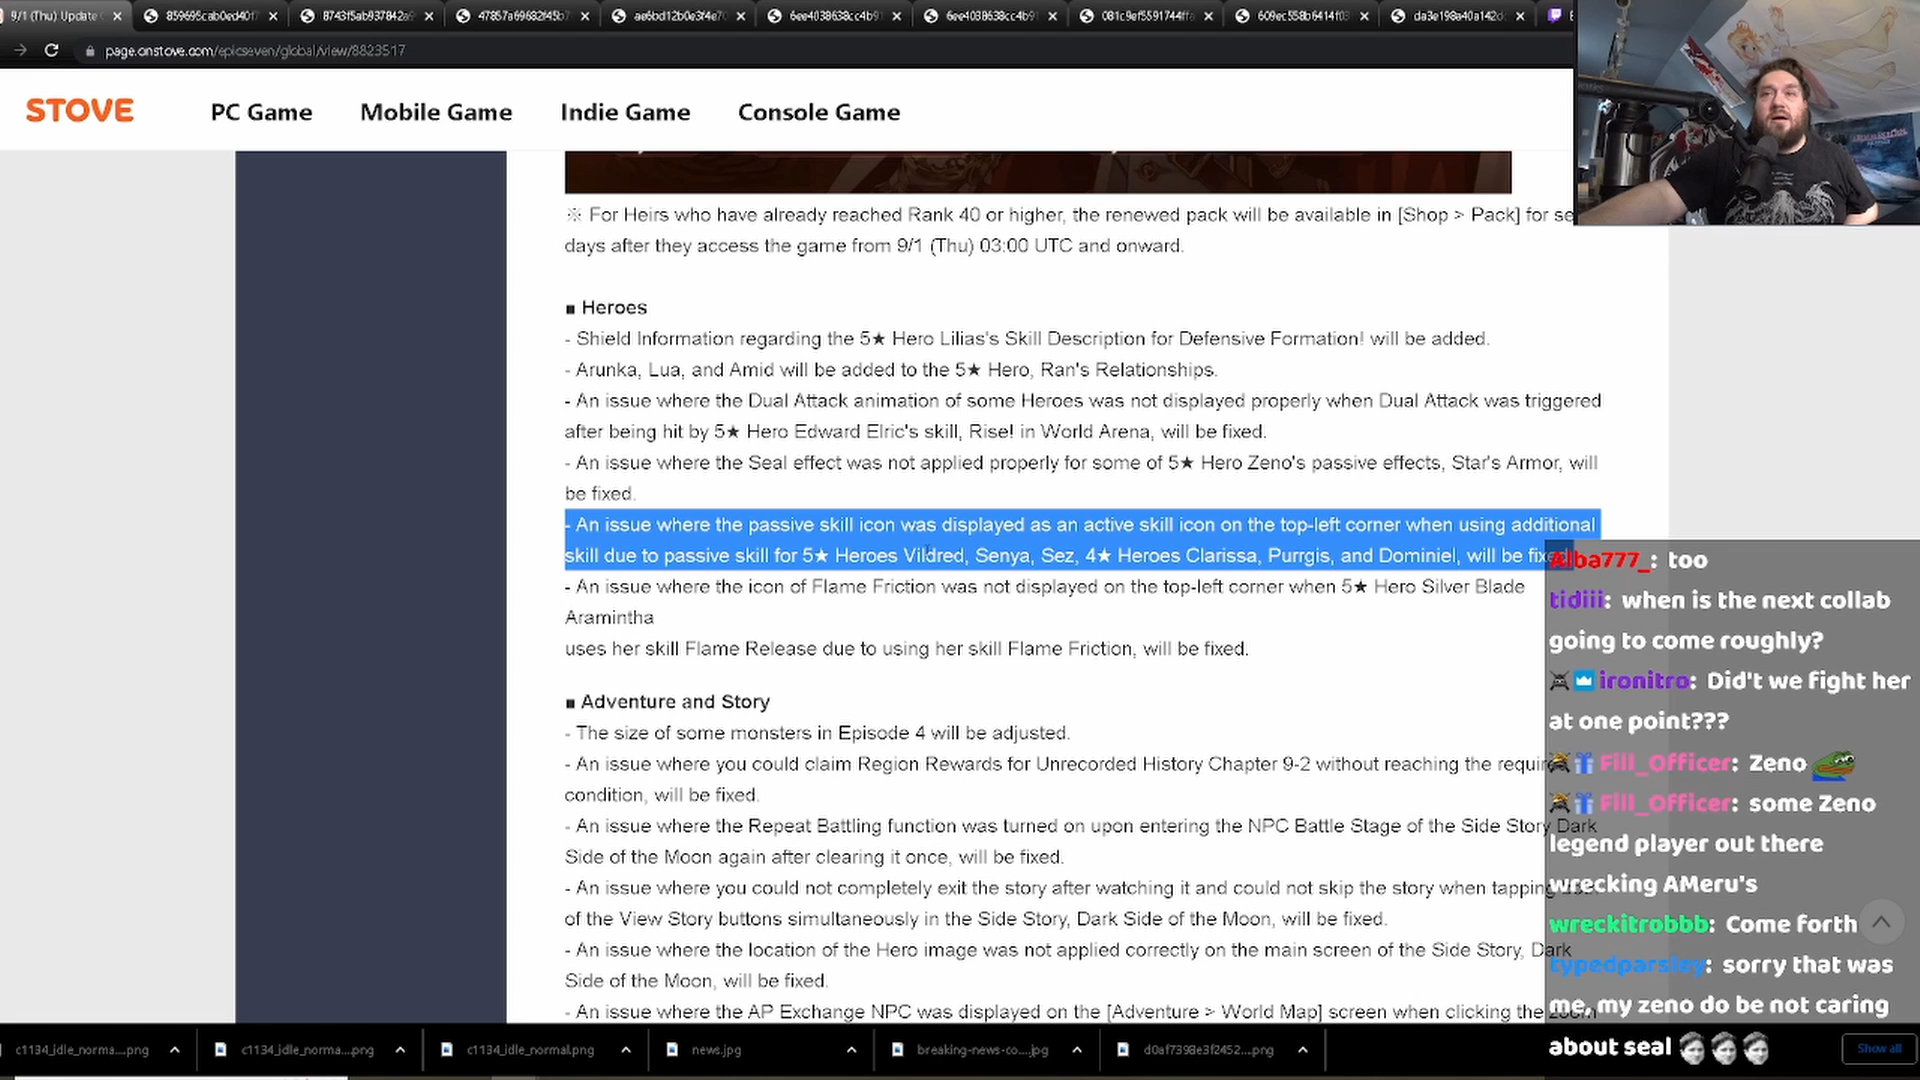 9/1 (Thu) Update
859695cab0ed40f
8743f5ab937842a9
47857a69682f45b7
ae6bd12b0e3f4e7
6ee4038638cc4b9
6ee4038638cc4b9
081c9ef5591744ffa
609ec558b6414f03
da3e198a40a142d
page.onstove.com/epicseven/global/view/8823517
STOVE PC Game Mobile Game Indie Game Console Game
※ For Heirs who have already reached Rank 40 or higher, the renewed pack will be available in [Shop > Pack] for se
days after they access the game from 9/1 (Thu) 03:00 UTC and onward.
■ Heroes
- Shield Information regarding the 5★ Hero Lilias's Skill Description for Defensive Formation! will be added.
- Arunka, Lua, and Amid will be added to the 5★ Hero, Ran's Relationships.
- An issue where the Dual Attack animation of some Heroes was not displayed properly when Dual Attack was triggered
after being hit by 5★ Hero Edward Elric's skill, Rise! in World Arena, will be fixed.
- An issue where the Seal effect was not applied properly for some of 5★ Hero Zeno's passive effects, Star's Armor, will
be fixed.
- An issue where the passive skill icon was displayed as an active skill icon on the top-left corner when using additional
skill due to passive skill for 5★ Heroes Vildred, Senya, Sez, 4★ Heroes Clarissa, Purrgis, and Dominiel, will be fixed.
- An issue where the icon of Flame Friction was not displayed on the top-left corner when 5★ Hero Silver Blade
Aramintha
uses her skill Flame Release due to using her skill Flame Friction, will be fixed.
■ Adventure and Story
- The size of some monsters in Episode 4 will be adjusted.
- An issue where you could claim Region Rewards for Unrecorded History Chapter 9-2 without reaching the requir
condition, will be fixed.
- An issue where the Repeat Battling function was turned on upon entering the NPC Battle Stage of the Side Story Dark
Side of the Moon again after clearing it once, will be fixed.
- An issue where you could not completely exit the story after watching it and could not skip the story when tapping
of the View Story buttons simultaneously in the Side Story, Dark Side of the Moon, will be fixed.
- An issue where the location of the Hero image was not applied correctly on the main screen of the Side Story, Dark
Side of the Moon, will be fixed.
- An issue where the AP Exchange NPC was displayed on the [Adventure > World Map] screen when clicking the zoom
Alba777_: too
tidiii: when is the next collab
going to come roughly?
ironitro: Did't we fight her
at one point???
Fill_Officer: Zeno
Fill_Officer: some Zeno
legend player out there
wrecking AMeru's
wreckitrobbb: Come forth
typedparsley: sorry that was
me, my zeno do be not caring
about seal
c1134_idle_norma....png
c1134_idle_norma....png
c1134_idle_normal.png
news.jpg
breaking-news-co....jpg
d0af7398e3f2452....png
Show all